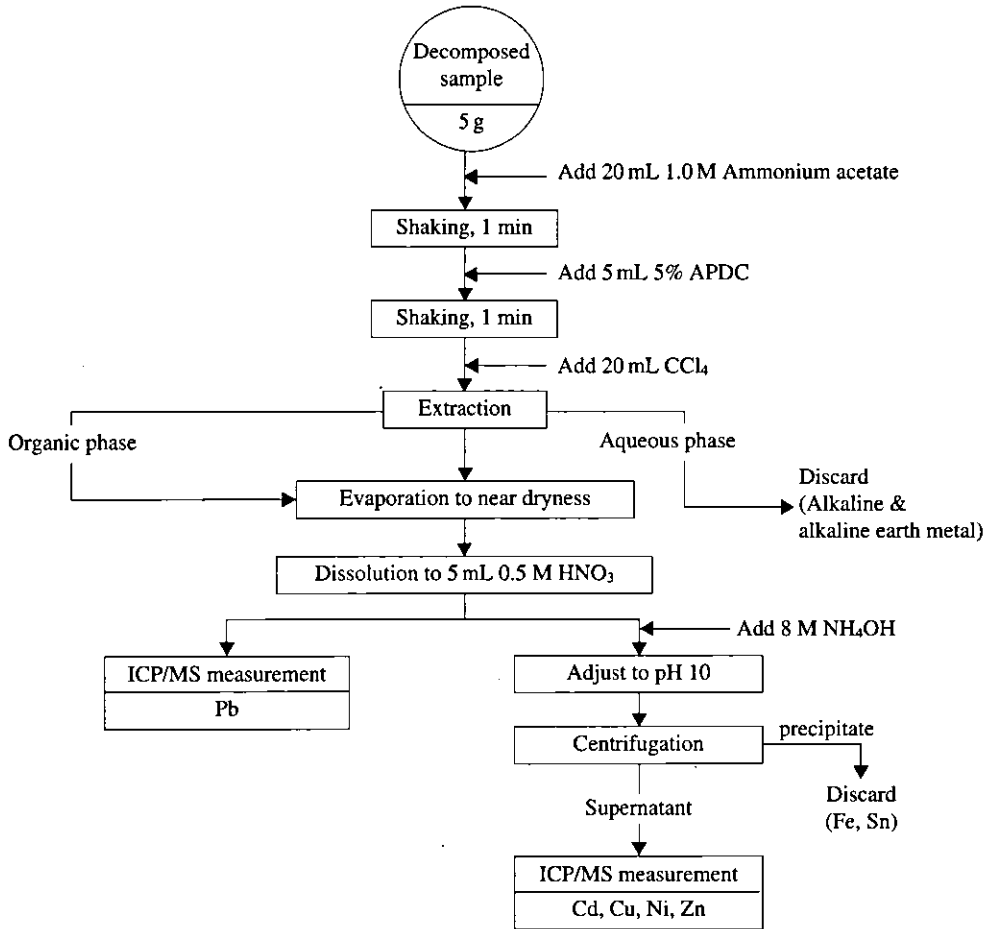 Decomposed
sample
5 g
Add 20 mL 1.0 M Ammonium acetate
Shaking, 1 min
Add 5 mL 5% APDC
Shaking, 1 min
Add 20 mL CCl₄
Extraction
Organic phase
Aqueous phase
Evaporation to near dryness
Discard
(Alkaline &
alkaline earth metal)
Dissolution to 5 mL 0.5 M HNO₃
Add 8 M NH₄OH
ICP/MS measurement
Pb
Adjust to pH 10
Centrifugation
precipitate
Discard
(Fe, Sn)
Supernatant
ICP/MS measurement
Cd, Cu, Ni, Zn